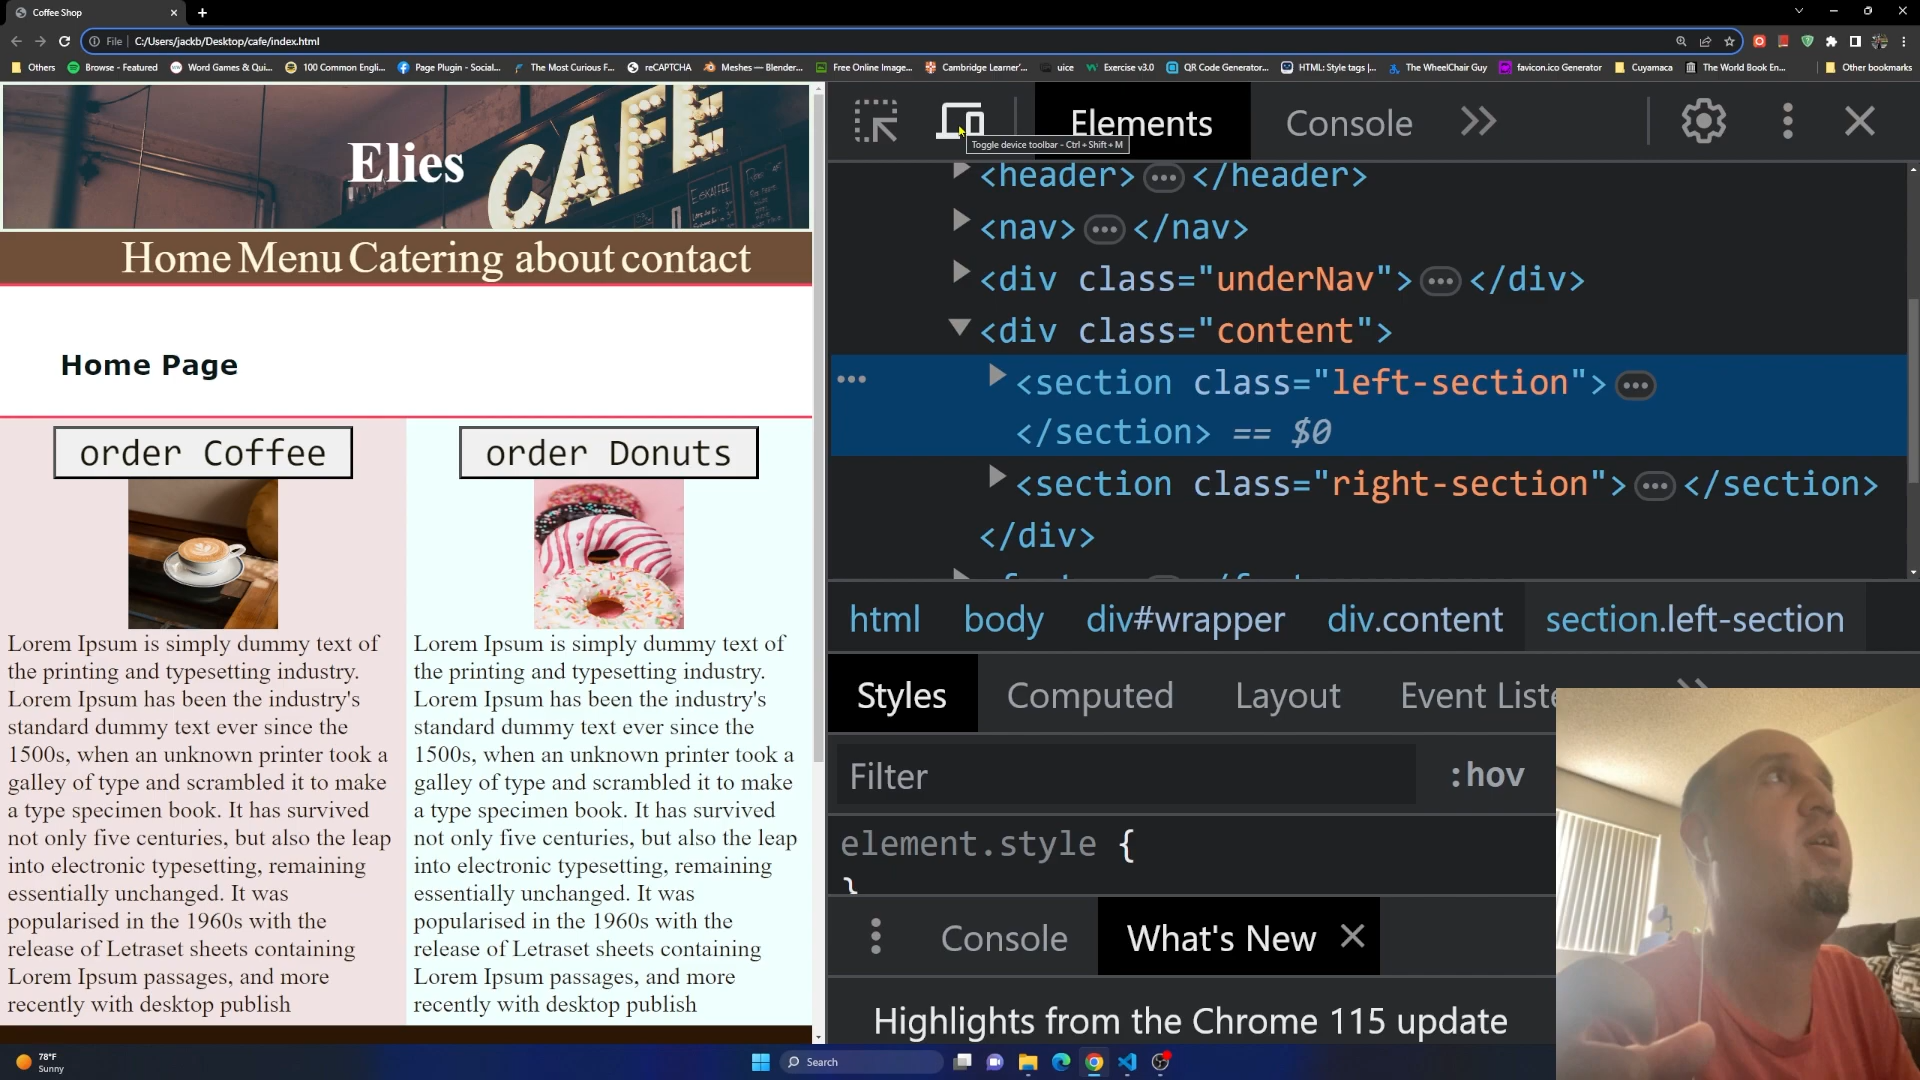 Coffee Shop
File
C:/Users/jackb/Desktop/cafe/index.html
Others
Browse - Featured
Word Games & Qui...
100 Common Engli...
Page Plugin - Social...
The Most Curious F...
reCAPTCHA
Meshes — Blender...
Free Online Image...
Cambridge Learner'...
uice
Exercise v3.0
QR Code Generator...
HTML: Style tags |...
The WheelChair Guy
favicon.ico Generator
Cuyamaca
The World Book En...
Other bookmarks
Elies
CAFE
Home Menu Catering about contact
Home Page
order Coffee
Lorem Ipsum is simply dummy text of
the printing and typesetting industry.
Lorem Ipsum has been the industry's
standard dummy text ever since the
1500s, when an unknown printer took a
galley of type and scrambled it to make
a type specimen book. It has survived
not only five centuries, but also the leap
into electronic typesetting, remaining
essentially unchanged. It was
popularised in the 1960s with the
release of Letraset sheets containing
Lorem Ipsum passages, and more
recently with desktop publish
order Donuts
Lorem Ipsum is simply dummy text of
the printing and typesetting industry.
Lorem Ipsum has been the industry's
standard dummy text ever since the
1500s, when an unknown printer took a
galley of type and scrambled it to make
a type specimen book. It has survived
not only five centuries, but also the leap
into electronic typesetting, remaining
essentially unchanged. It was
popularised in the 1960s with the
release of Letraset sheets containing
Lorem Ipsum passages, and more
recently with desktop publish
Elements
Console
Toggle device toolbar - Ctrl + Shift + M
<header> ••• </header>
<nav> ••• </nav>
<div class="underNav"> ••• </div>
<div class="content">
<section class="left-section"> •••
</section> == $0
<section class="right-section"> ••• </section>
</div>
html body div#wrapper div.content section.left-section
Styles Computed Layout Event Liste
Filter
:hov
element.style {
}
Console
What's New
Highlights from the Chrome 115 update
78°F
Sunny
Search